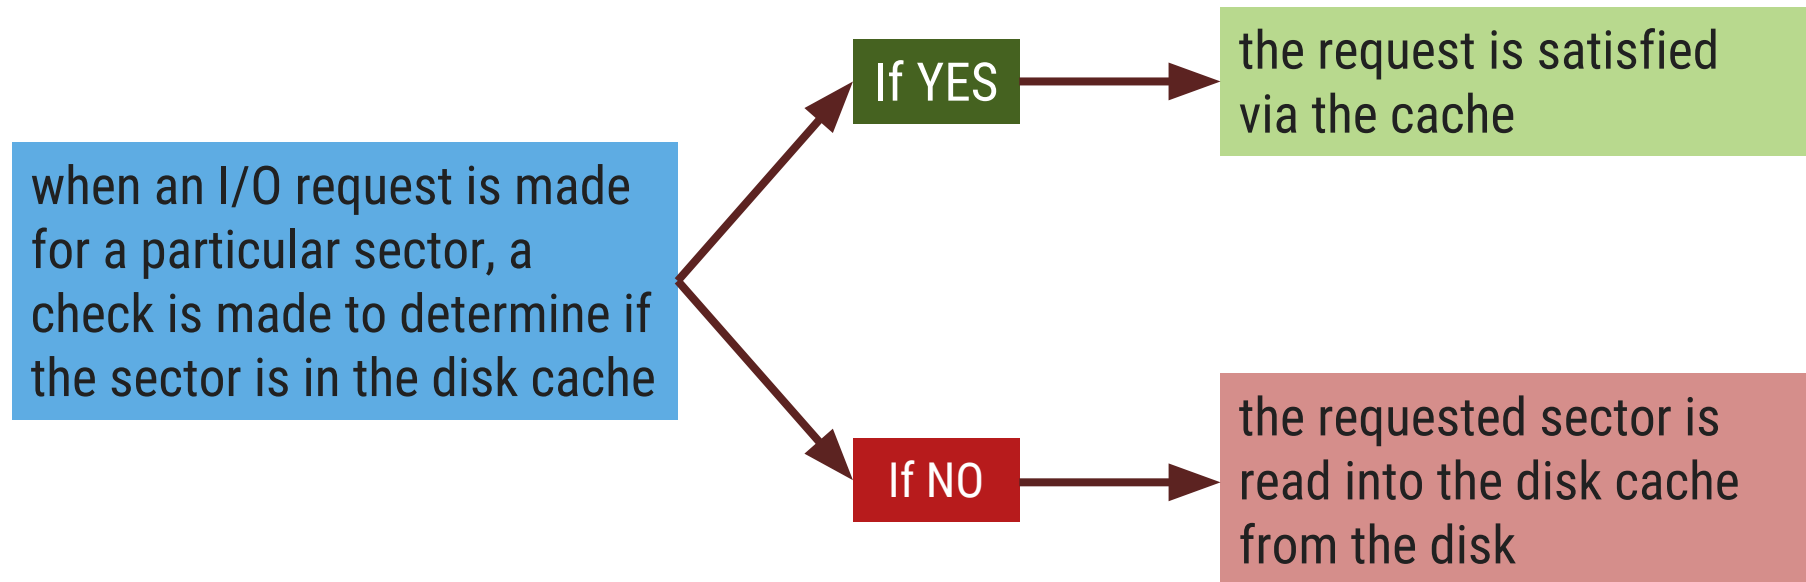 when an I/O request is made
for a particular sector, a
check is made to determine if
the sector is in the disk cache
If YES
the request is satisfied
via the cache
If NO
the requested sector is
read into the disk cache
from the disk